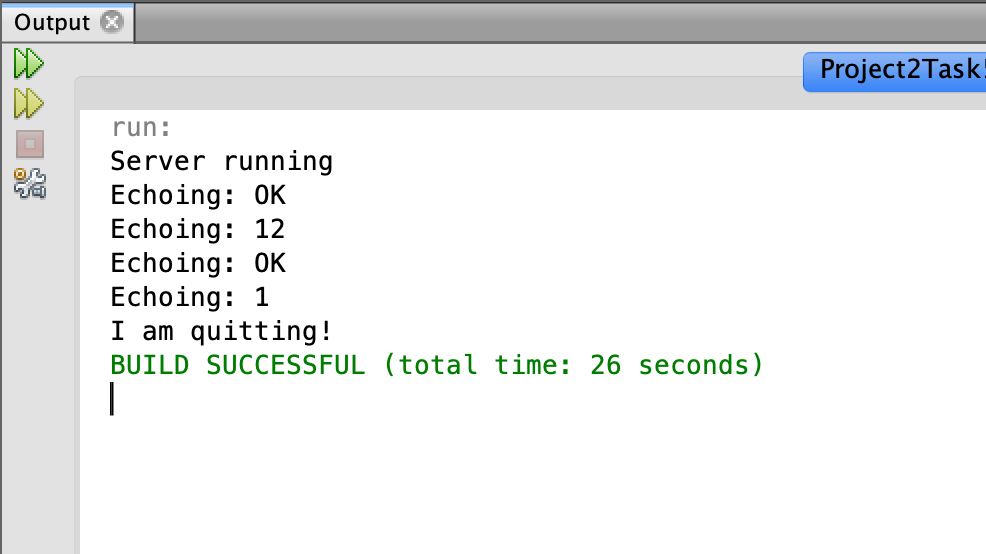 Output
Project2Task5
run:
Server running
Echoing: OK
Echoing: 12
Echoing: OK
Echoing: 1
I am quitting!
BUILD SUCCESSFUL (total time: 26 seconds)